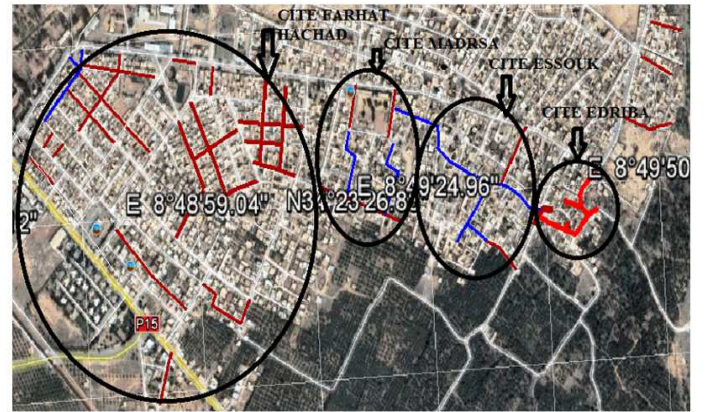 CITE FARHAT
HACHAD
CITE MADRSA
CITE ESSOUK
CITE EDRIBA
E 8°49'50
E 8°49'24.96"
E 8°48'59.04"
2"
P15